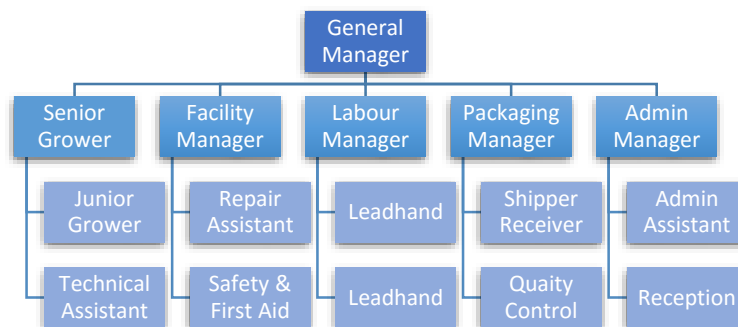 General
Manager
Senior
Grower
Facility
Manager
Labour
Manager
Packaging
Manager
Admin
Manager
Junior
Grower
Repair
Assistant
Leadhand
Shipper
Receiver
Admin
Assistant
Technical
Assistant
Safety &
First Aid
Leadhand
Quaity
Control
Reception